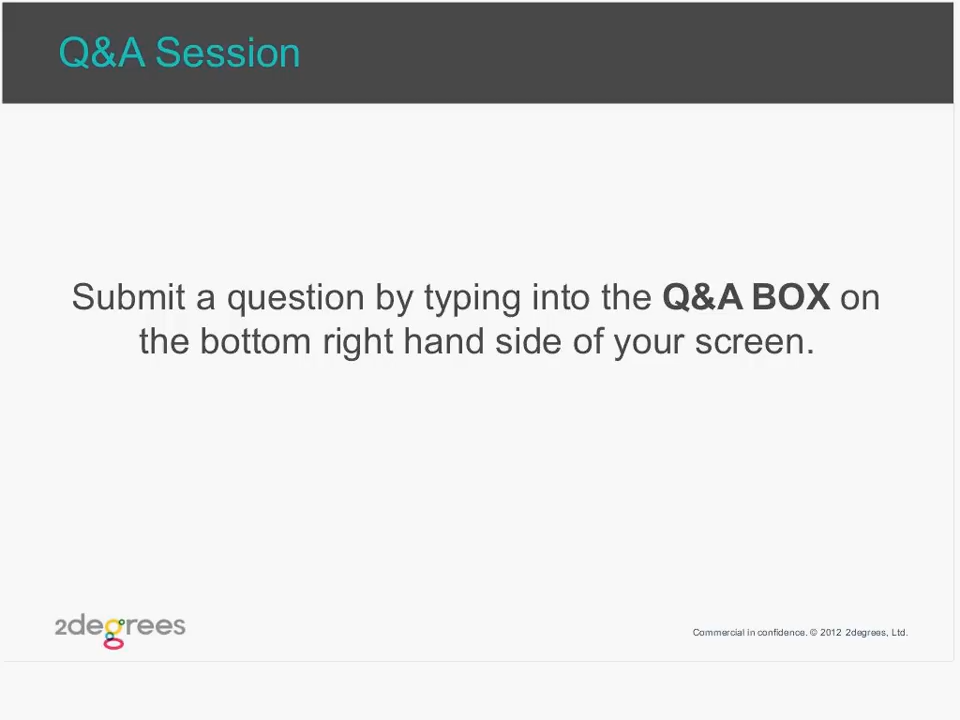 Q&A Session
Submit a question by typing into the Q&A BOX on
the bottom right hand side of your screen.
2degrees
Commercial in confidence. © 2012 2degrees, Ltd.